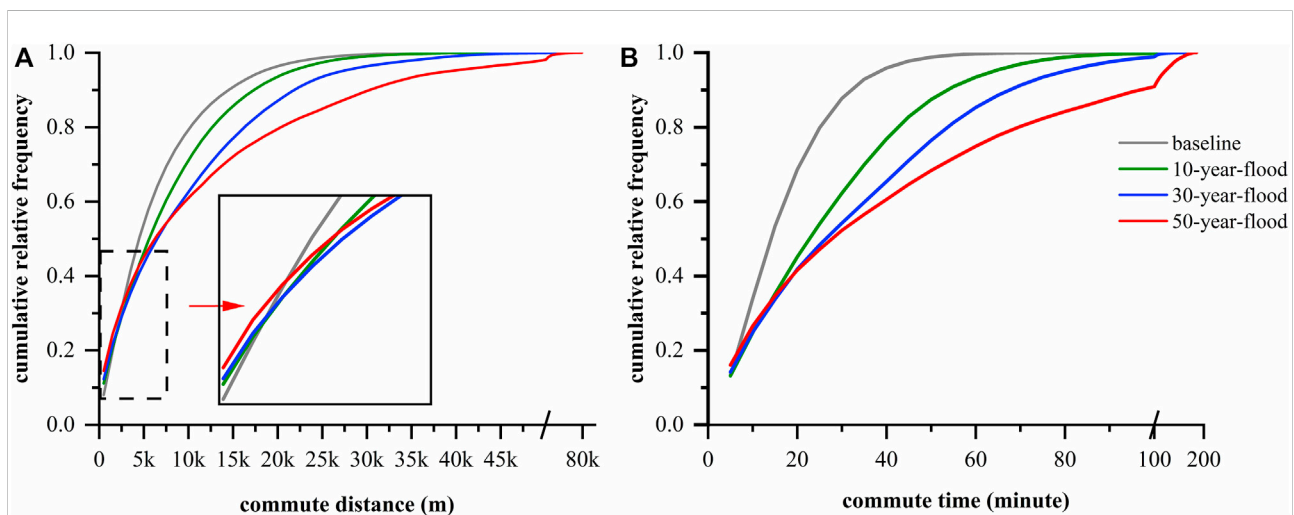 A
cumulative relative frequency
1.0
0.8
0.6
0.4
0.2
0.0
0 5k 10k 15k 20k 25k 30k 35k 40k 45k 80k
commute distance (m)
B
cumulative relative frequency
1.0
0.8
0.6
0.4
0.2
0.0
0 20 40 60 80 100 200
commute time (minute)
baseline
10-year-flood
30-year-flood
50-year-flood